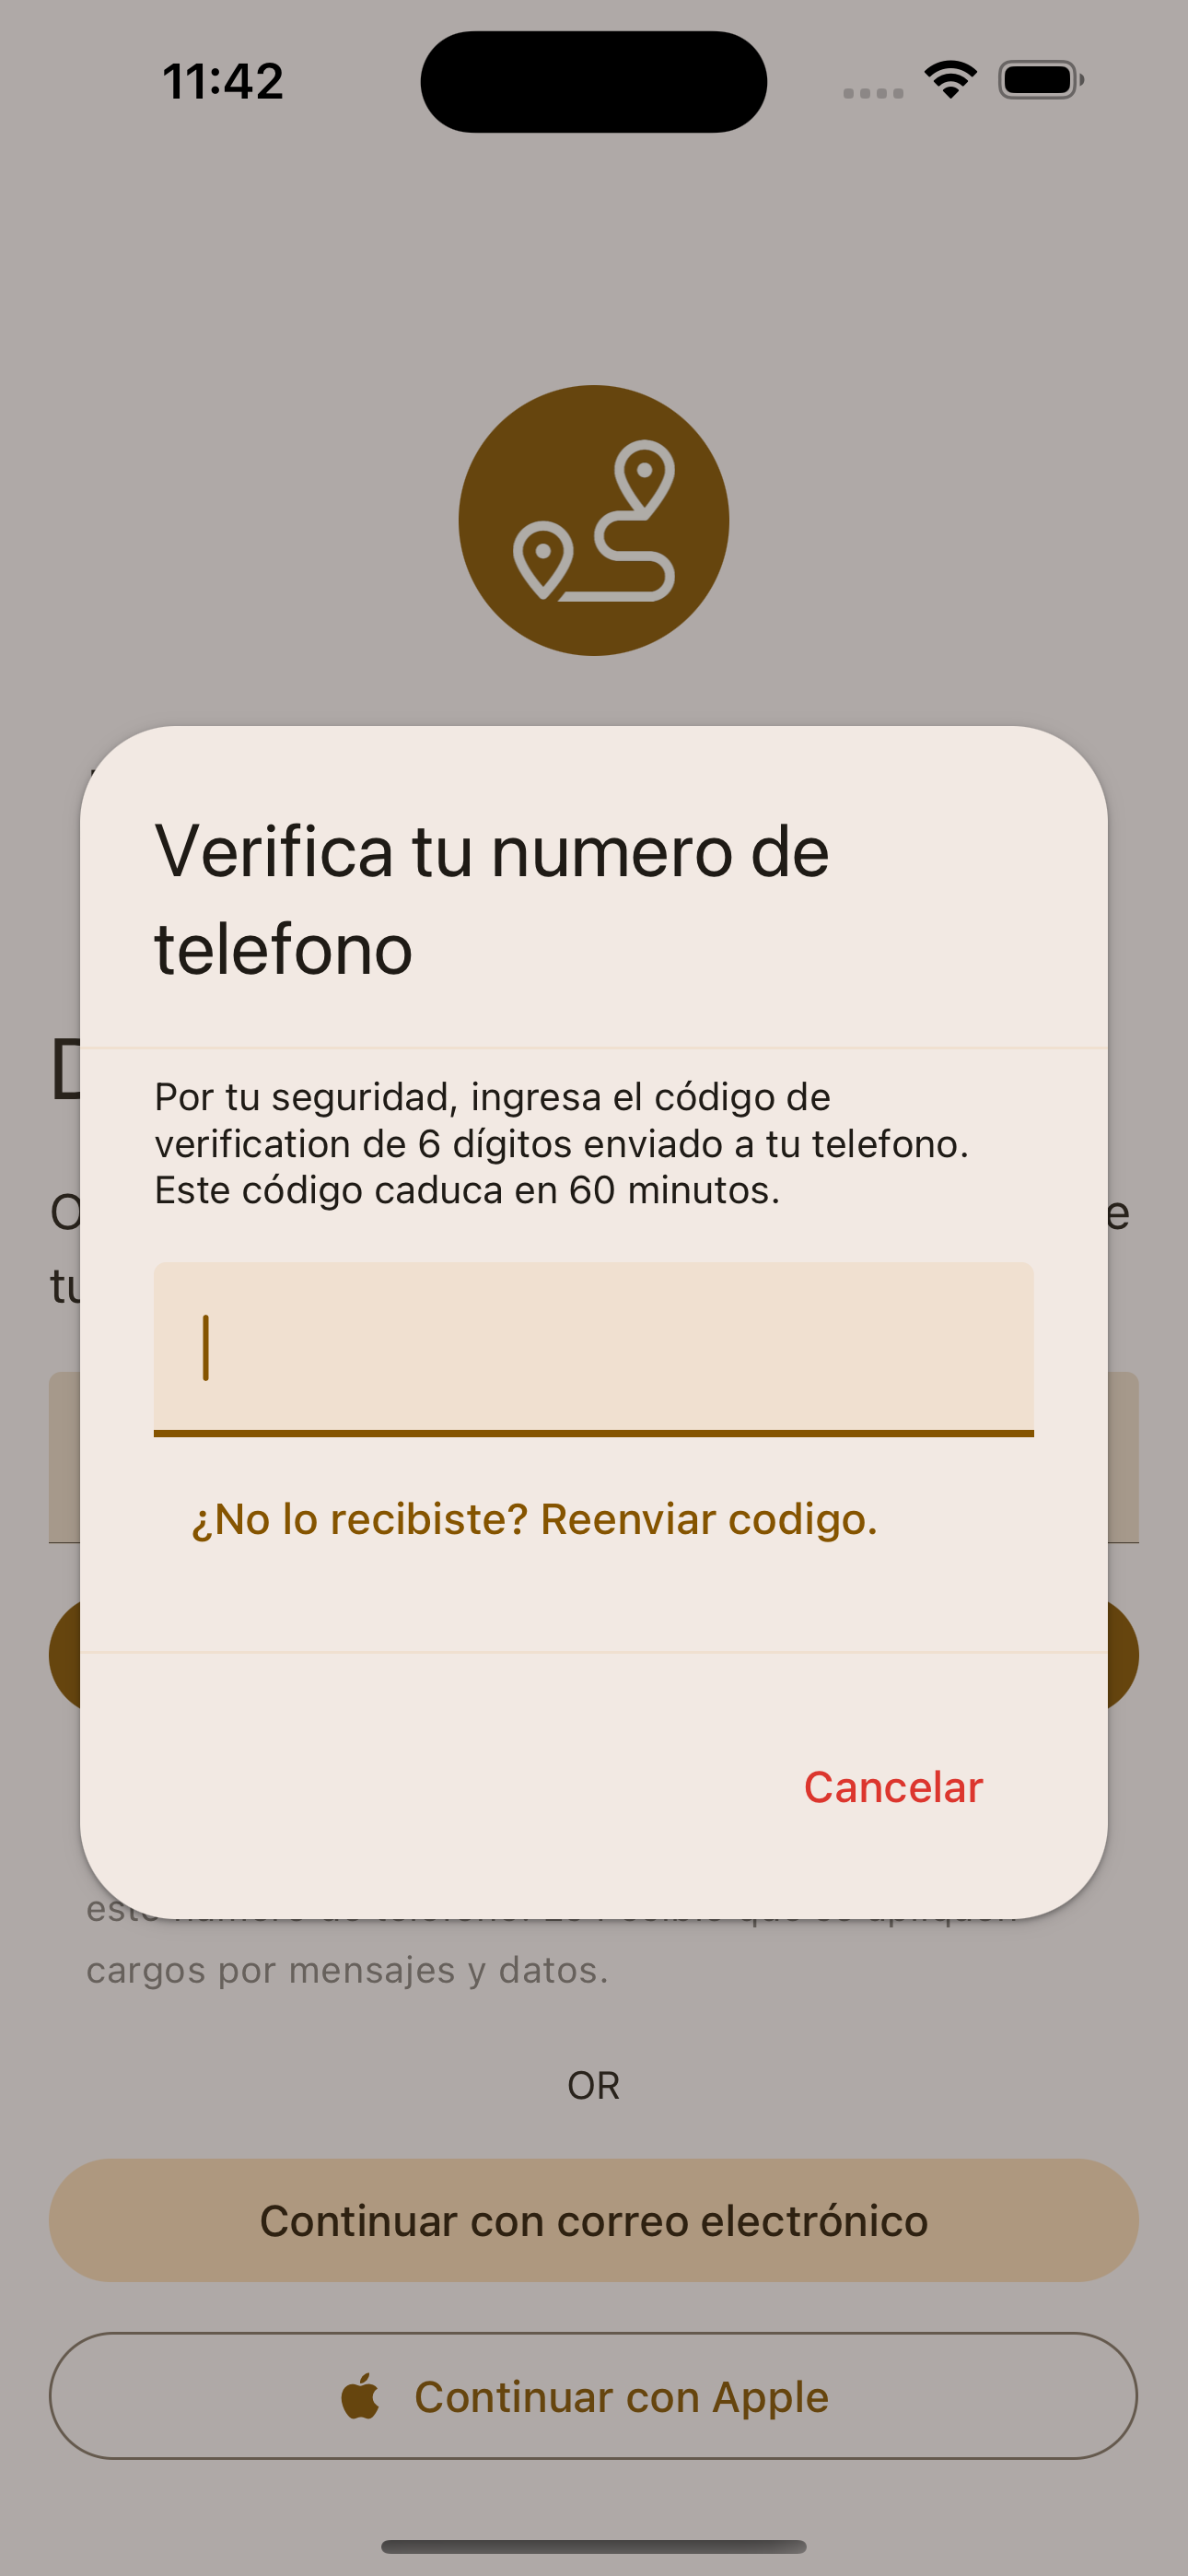 11:42
Verifica tu numero de
telefono
Por tu seguridad, ingresa el código de
verification de 6 dígitos enviado a tu telefono.
Este código caduca en 60 minutos.
¿No lo recibiste? Reenviar codigo.
Cancelar
cargos por mensajes y datos.
OR
Continuar con correo electrónico
Continuar con Apple